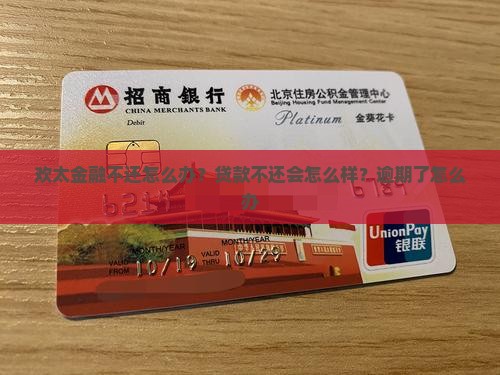 招商银行
CHINA MERCHANTS BANK
Debit
北京住房公积金管理中心
Beijing Housing Fund Management Center
Platinum 金葵花卡
欢太金融不还怎么办？贷款不还会怎么样？逾期了怎么
办
MONTH/YEAR
VALID FROM 10/19
MONTH/YEAR
VALID THRU 10/29
UnionPay
银联